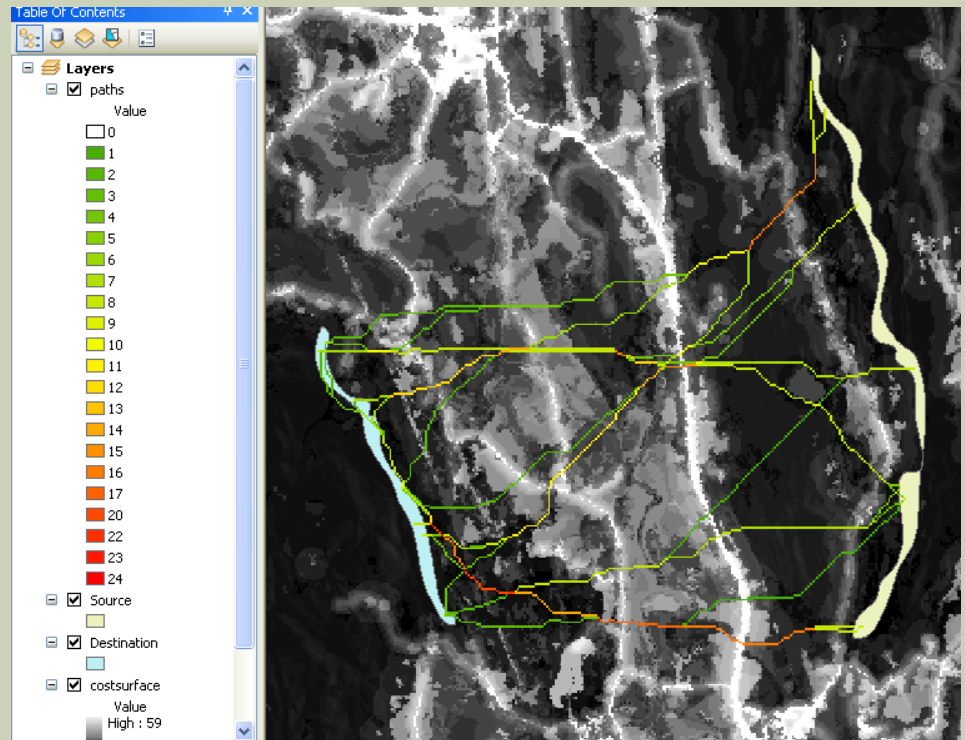 Table Of Contents
Layers
paths
Value
0
1
2
3
4
5
6
7
8
9
10
11
12
13
14
15
16
17
20
22
23
24
Source
Destination
costsurface
Value
High : 59